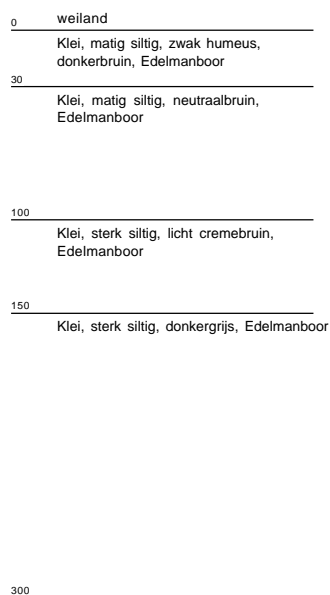 0 weiland
Klei, matig siltig, zwak humeus,
donkerbruin, Edelmanboor
30
Klei, matig siltig, neutraalbruin,
Edelmanboor
100
Klei, sterk siltig, licht cremebruin,
Edelmanboor
150
Klei, sterk siltig, donkergrijs, Edelmanboor
300